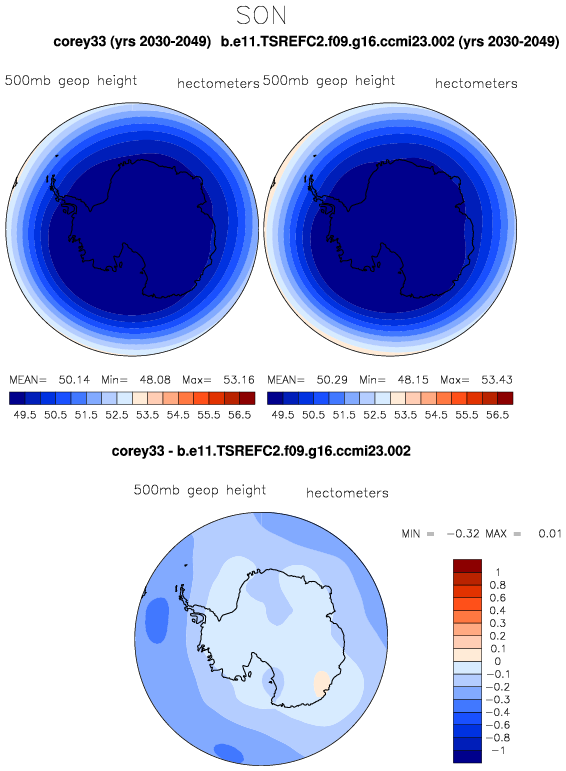 SON
corey33 (yrs 2030-2049) b.e11.TSREFC2.f09.g16.ccmi23.002 (yrs 2030-2049)
500mb geop height hectometers 500mb geop height hectometers
MEAN= 50.14 Min= 48.08 Max= 53.16 MEAN= 50.29 Min= 48.15 Max= 53.43
49.5 50.5 51.5 52.5 53.5 54.5 55.5 56.5 49.5 50.5 51.5 52.5 53.5 54.5 55.5 56.5
corey33 - b.e11.TSREFC2.f09.g16.ccmi23.002
500mb geop height hectometers
MIN = -0.32 MAX = 0.01
1
0.8
0.6
0.4
0.3
0.2
0.1
0
-0.1
-0.2
-0.3
-0.4
-0.6
-0.8
-1